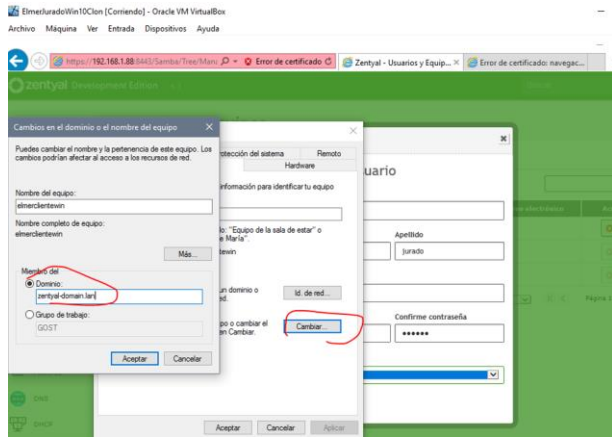 ElmerJuradoWin10Clon [Corriendo] - Oracle VM VirtualBox
Archivo Máquina Ver Entrada Dispositivos Ayuda
https://192.168.1.88:8443/Samba/Tree/Mana
Error de certificado
Zentyal - Usuarios y Equip...
Error de certificado: navegac...
zentyal Development Edition
Cambios en el dominio o el nombre del equipo
Puedes cambiar el nombre y la pertenencia de este equipo. Los
cambios podrían afectar al acceso a los recursos de red.
Nombre del equipo:
elmerclientewin
Nombre completo de equipo:
elmerclientewin
Más...
Miembro del
Dominio:
zentyal-domain.lan
Grupo de trabajo:
GOST
Aceptar Cancelar
otección del sistema Remoto
Hardware
información para identificar tu equipo
o: "Equipo de la sala de estar" o
e María".
tewin
un dominio o
ed.
Id. de red...
po o cambiar el
en Cambiar.
Cambiar...
Aceptar Cancelar Aplicar
uario
Apellido
jurado
Confirme contraseña
••••••
Página
DNS
DHCP